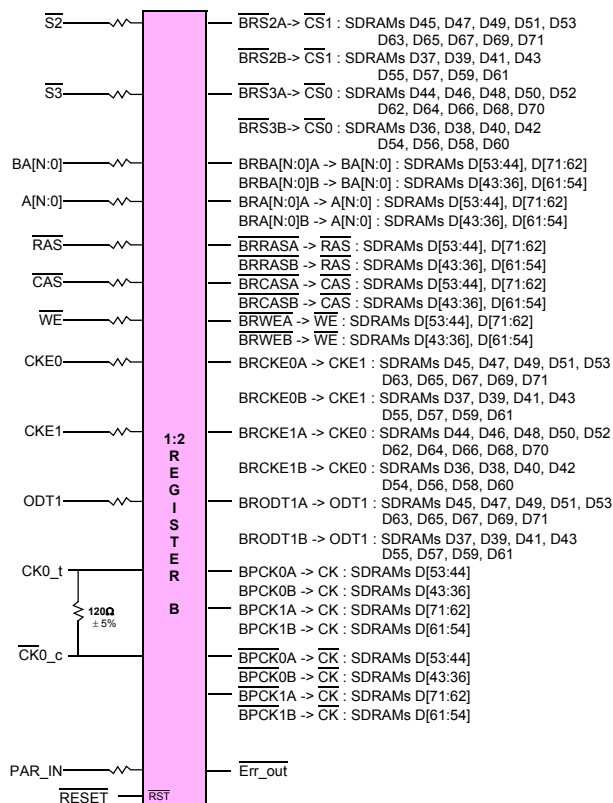 S2 BRS2A-> CS1 : SDRAMs D45, D47, D49, D51, D53
D63, D65, D67, D69, D71
BRS2B-> CS1 : SDRAMs D37, D39, D41, D43
D55, D57, D59, D61
S3 BRS3A-> CS0 : SDRAMs D44, D46, D48, D50, D52
D62, D64, D66, D68, D70
BRS3B-> CS0 : SDRAMs D36, D38, D40, D42
D54, D56, D58, D60
BA[N:0] BRBA[N:0]A -> BA[N:0] : SDRAMs D[53:44], D[71:62]
BRBA[N:0]B -> BA[N:0] : SDRAMs D[43:36], D[61:54]
A[N:0] BRA[N:0]A -> A[N:0] : SDRAMs D[53:44], D[71:62]
BRA[N:0]B -> A[N:0] : SDRAMs D[43:36], D[61:54]
RAS BRRASA -> RAS : SDRAMs D[53:44], D[71:62]
BRRASB -> RAS : SDRAMs D[43:36], D[61:54]
CAS BRCASA -> CAS : SDRAMs D[53:44], D[71:62]
BRCASB -> CAS : SDRAMs D[43:36], D[61:54]
WE BRWEA -> WE : SDRAMs D[53:44], D[71:62]
BRWEB -> WE : SDRAMs D[43:36], D[61:54]
CKE0 BRCKE0A -> CKE1 : SDRAMs D45, D47, D49, D51, D53
D63, D65, D67, D69, D71
BRCKE0B -> CKE1 : SDRAMs D37, D39, D41, D43
D55, D57, D59, D61
CKE1 BRCKE1A -> CKE0 : SDRAMs D44, D46, D48, D50, D52
D62, D64, D66, D68, D70
BRCKE1B -> CKE0 : SDRAMs D36, D38, D40, D42
D54, D56, D58, D60
ODT1 BRODT1A -> ODT1 : SDRAMs D45, D47, D49, D51, D53
D63, D65, D67, D69, D71
BRODT1B -> ODT1 : SDRAMs D37, D39, D41, D43
D55, D57, D59, D61
1:2
R
E
G
I
S
T
E
R
B
CK0_t BPCK0A -> CK : SDRAMs D[53:44]
BPCK0B -> CK : SDRAMs D[43:36]
120Ω
± 5%
BPCK1A -> CK : SDRAMs D[71:62]
BPCK1B -> CK : SDRAMs D[61:54]
CK0_c BPCK0A -> CK : SDRAMs D[53:44]
BPCK0B -> CK : SDRAMs D[43:36]
BPCK1A -> CK : SDRAMs D[71:62]
BPCK1B -> CK : SDRAMs D[61:54]
PAR_IN Err_out
RESET RST